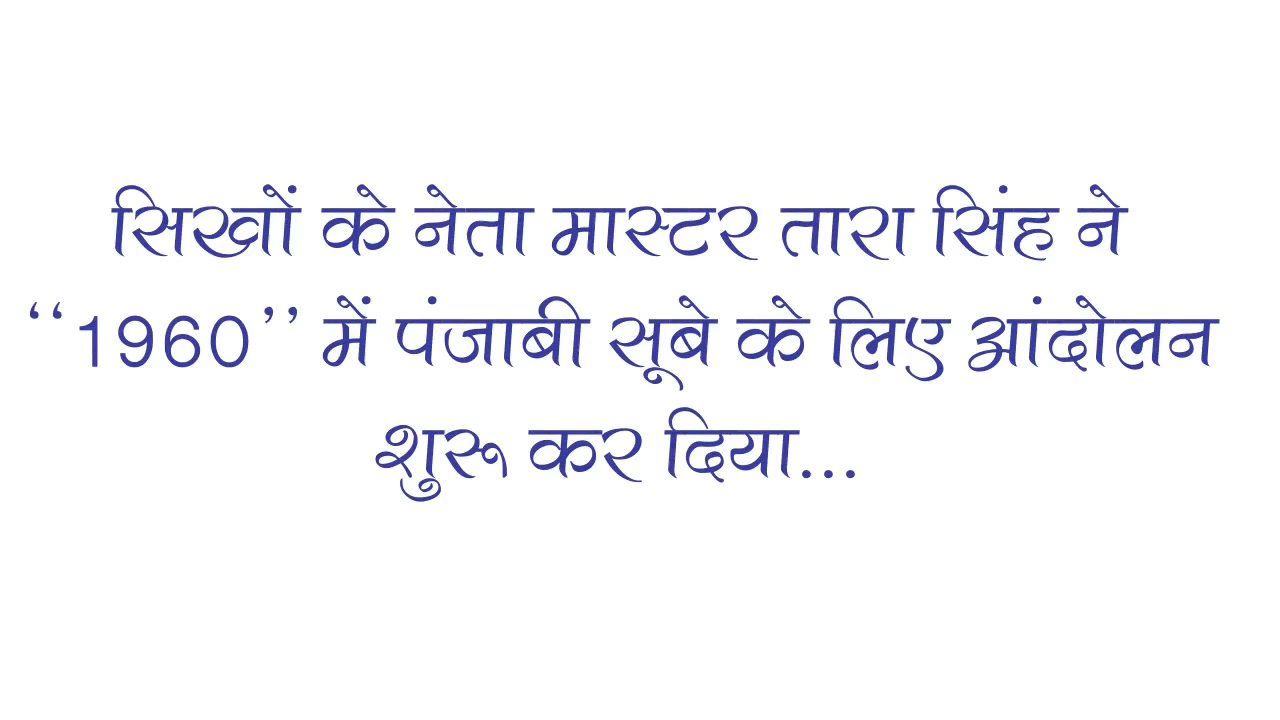 सिखों के नेता मास्टर तारा सिंह ने
‘‘1960’’ में पंजाबी सूबे के लिए आंदोलन
शुरू कर दिया...